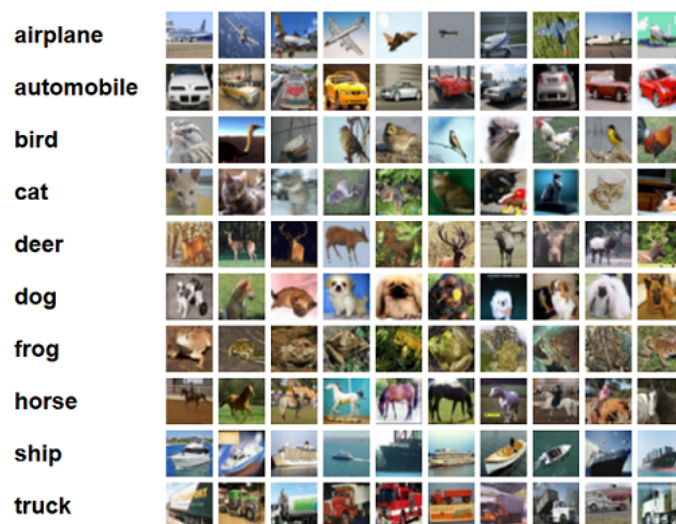 airplane
automobile
bird
cat
deer
dog
frog
horse
ship
truck